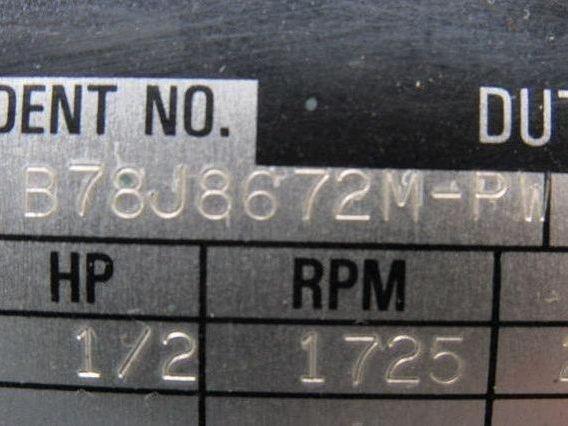 DENT NO. DUT
B78J8672M-PW
HP RPM
1/2 1725